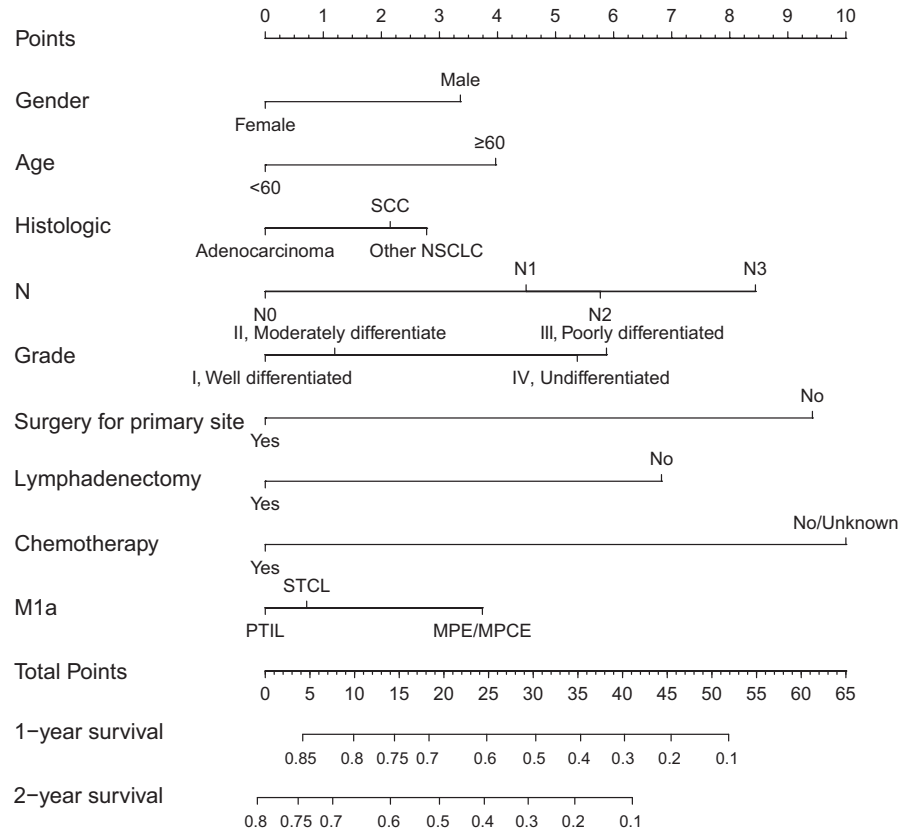 0 1 2 3 4 5 6 7 8 9 10
Points
Male
Gender
Female
≥60
Age
<60
SCC
Histologic
Adenocarcinoma Other NSCLC
N1 N3
N
N0 N2
II, Moderately differentiate III, Poorly differentiated
Grade
I, Well differentiated IV, Undifferentiated
No
Surgery for primary site
Yes
No
Lymphadenectomy
Yes
No/Unknown
Chemotherapy
Yes
STCL
M1a
PTIL MPE/MPCE
Total Points
0 5 10 15 20 25 30 35 40 45 50 55 60 65
1−year survival
0.85 0.8 0.75 0.7 0.6 0.5 0.4 0.3 0.2 0.1
2−year survival
0.8 0.75 0.7 0.6 0.5 0.4 0.3 0.2 0.1